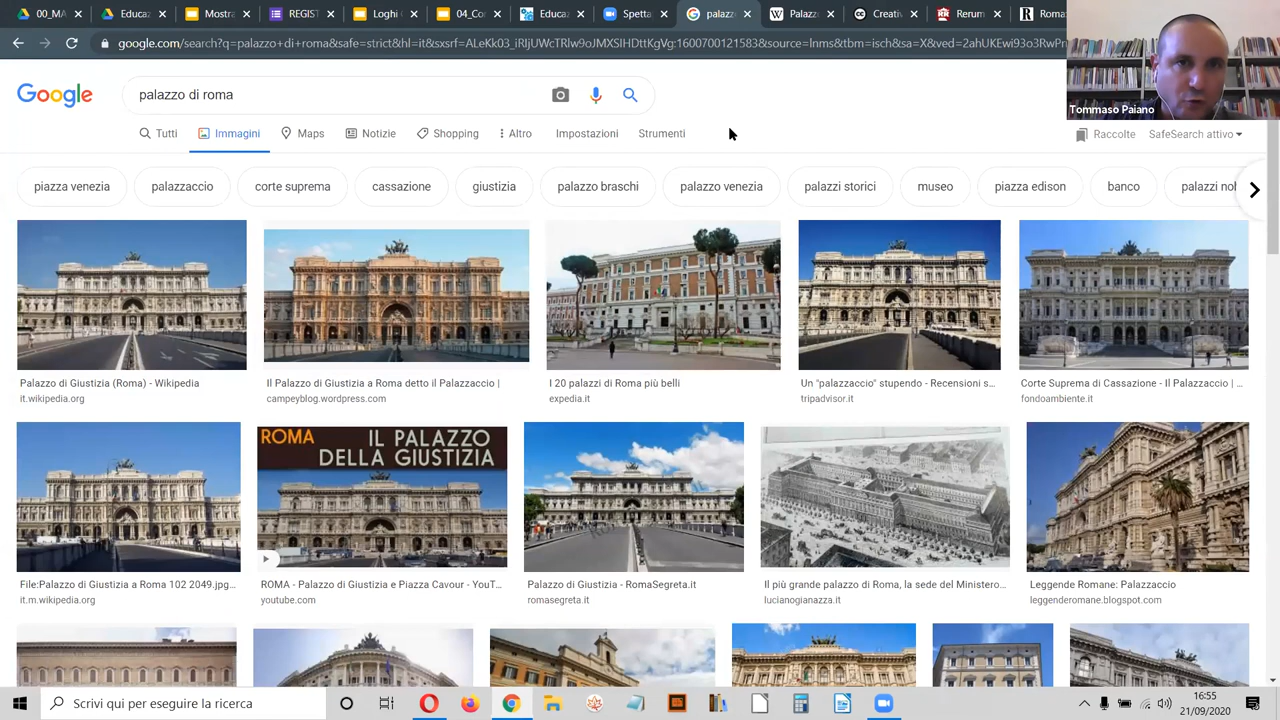 00_MA
Educa
Mostra
REGIST
Loghi
04_Co
Educa
Spetta
palazz
Palazz
Creativ
Rerum
Roma
google.com/search?q=palazzo+di+roma&safe=strict&hl=it&sxsrf=ALeKk03_iRIjUWcTRlw9oJMXSIHDttKgVg:1600700121583&source=lnms&tbm=isch&sa=X&ved=2ahUKEwi93o3RwPn
Google
palazzo di roma
Tommaso Paiano
Tutti
Immagini
Maps
Notizie
Shopping
Altro
Impostazioni
Strumenti
Raccolte
SafeSearch attivo
piazza venezia
palazzaccio
corte suprema
cassazione
giustizia
palazzo braschi
palazzo venezia
palazzi storici
museo
piazza edison
banco
palazzi nob
Palazzo di Giustizia (Roma) - Wikipedia
it.wikipedia.org
Il Palazzo di Giustizia a Roma detto il Palazzaccio |
campeyblog.wordpress.com
I 20 palazzi di Roma più belli
expedia.it
Un "palazzaccio" stupendo - Recensioni s...
tripadvisor.it
Corte Suprema di Cassazione - Il Palazzaccio | ...
fondoambiente.it
ROMA IL PALAZZO
DELLA GIUSTIZIA
File:Palazzo di Giustizia a Roma 102 2049.jpg...
it.m.wikipedia.org
ROMA - Palazzo di Giustizia e Piazza Cavour - YouT...
youtube.com
Palazzo di Giustizia - RomaSegreta.it
romasegreta.it
Il più grande palazzo di Roma, la sede del Ministero...
lucianogianazza.it
Leggende Romane: Palazzaccio
leggenderomane.blogspot.com
Scrivi qui per eseguire la ricerca
16:55
21/09/2020